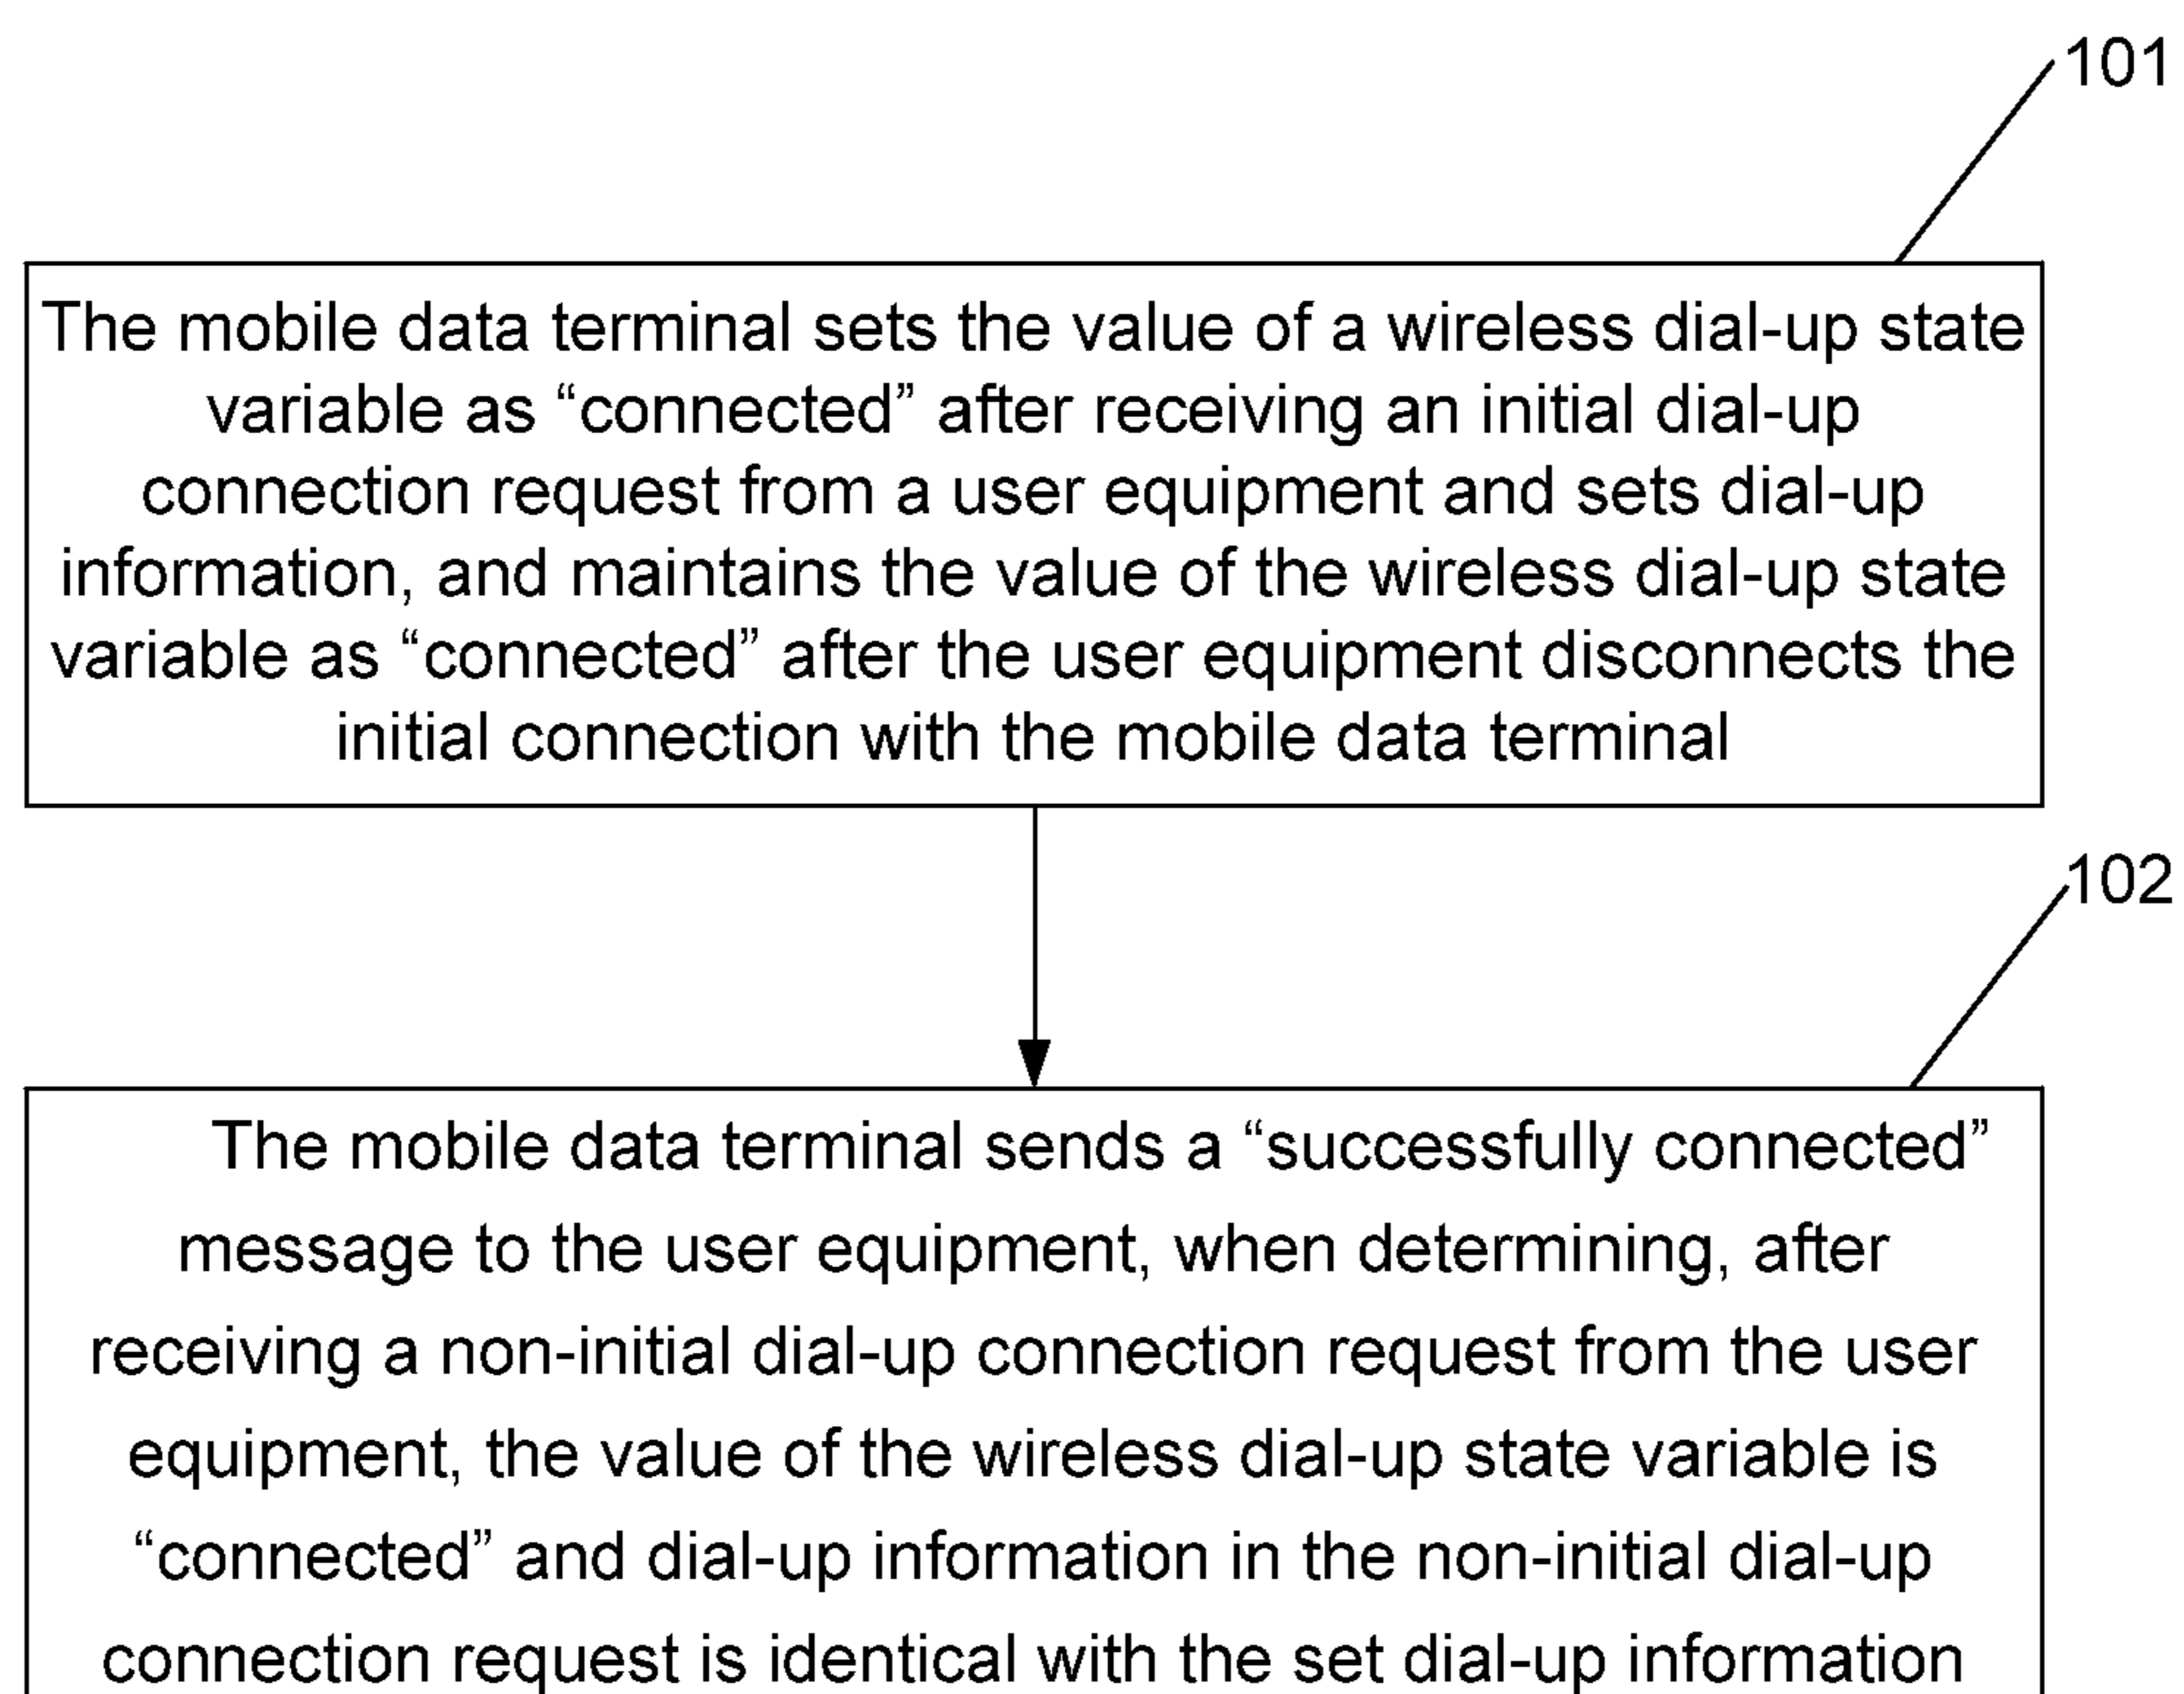 101
The mobile data terminal sets the value of a wireless dial-up state
variable as “connected” after receiving an initial dial-up
connection request from a user equipment and sets dial-up
information, and maintains the value of the wireless dial-up state
variable as “connected” after the user equipment disconnects the
initial connection with the mobile data terminal
102
The mobile data terminal sends a “successfully connected”
message to the user equipment, when determining, after
receiving a non-initial dial-up connection request from the user
equipment, the value of the wireless dial-up state variable is
“connected” and dial-up information in the non-initial dial-up
connection request is identical with the set dial-up information